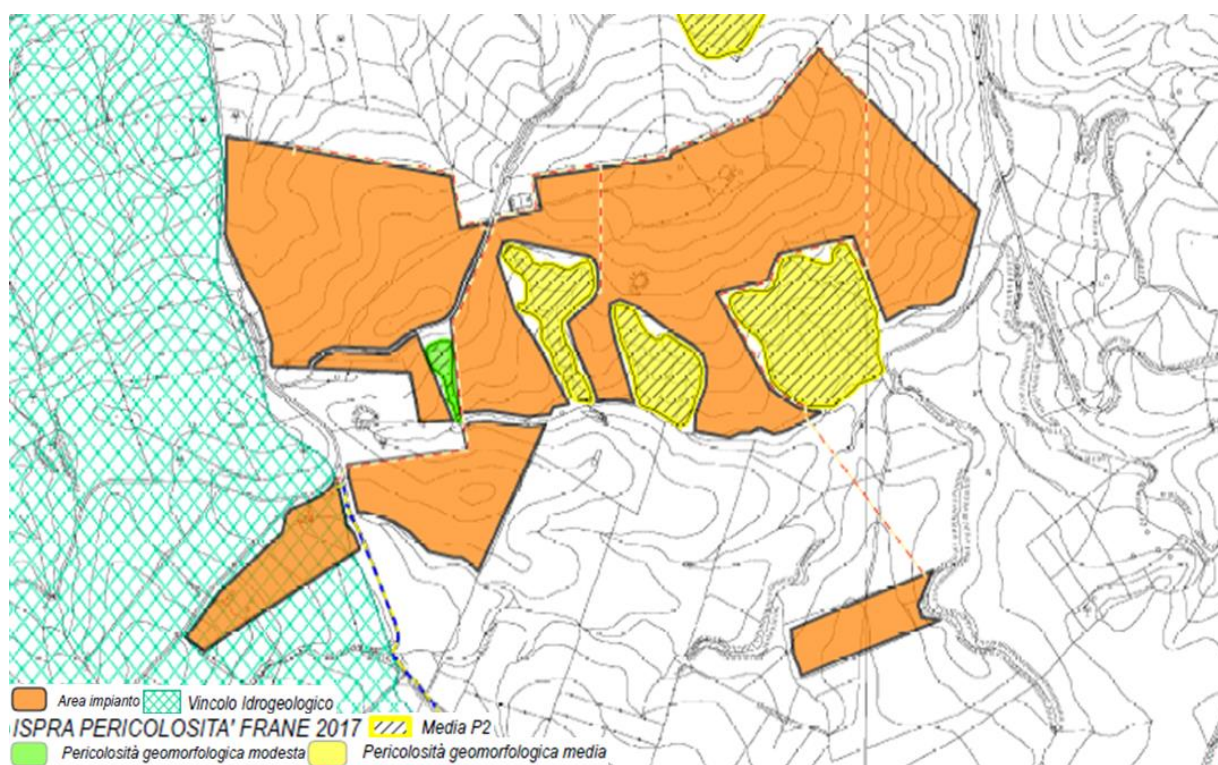 Area impianto Vincolo Idrogeologico
ISPRA PERICOLOSITA' FRANE 2017 Media P2
Pericolosità geomorfologica modesta Pericolosità geomorfologica media